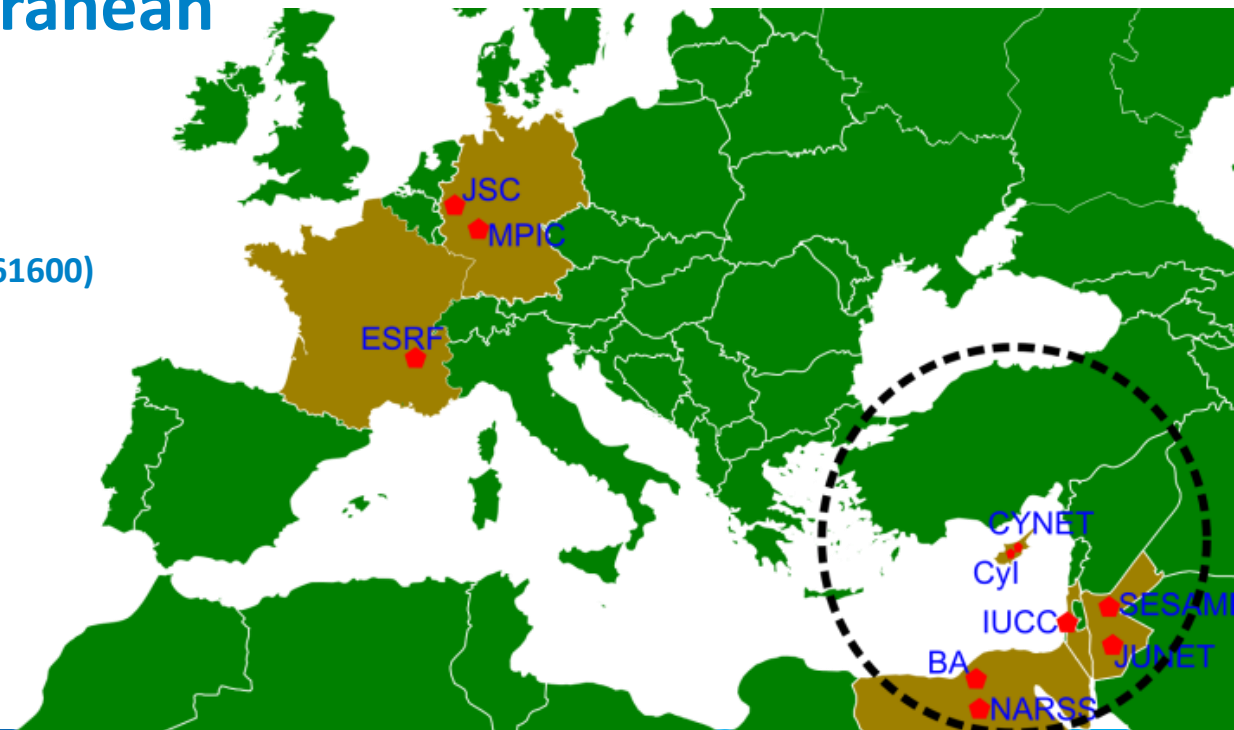 ranean
JSC
MPIC
61600)
ESRF
CYNET
CyI
SESAME
IUCC
JUNET
BA
NARSS